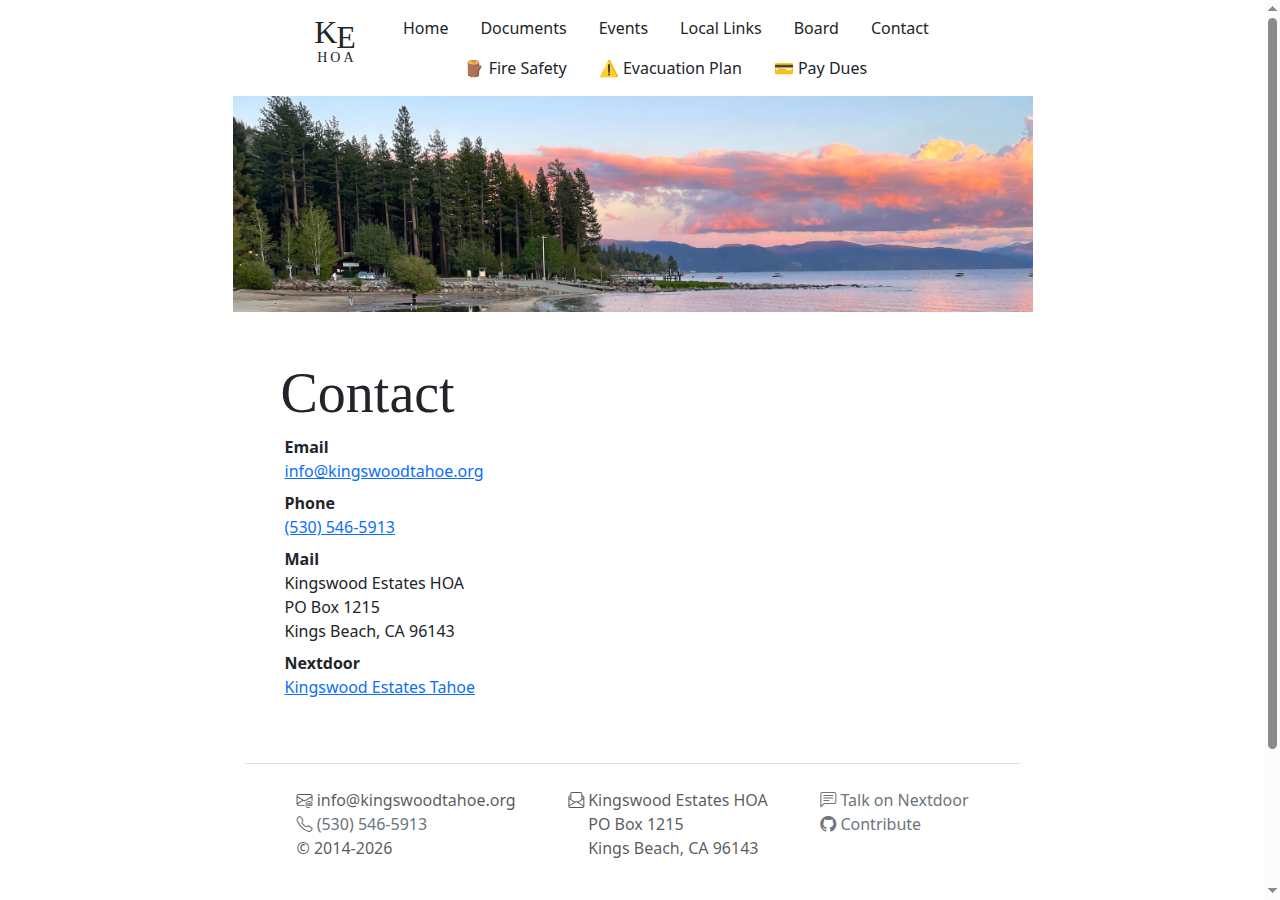 KE
HOA
Home Documents Events Local Links Board Contact
🪵 Fire Safety ⚠️ Evacuation Plan 💳 Pay Dues
Contact
Email
info@kingswoodtahoe.org
Phone
(530) 546-5913
Mail
Kingswood Estates HOA
PO Box 1215
Kings Beach, CA 96143
Nextdoor
Kingswood Estates Tahoe
info@kingswoodtahoe.org
(530) 546-5913
© 2014-2026
Kingswood Estates HOA
PO Box 1215
Kings Beach, CA 96143
Talk on Nextdoor
Contribute